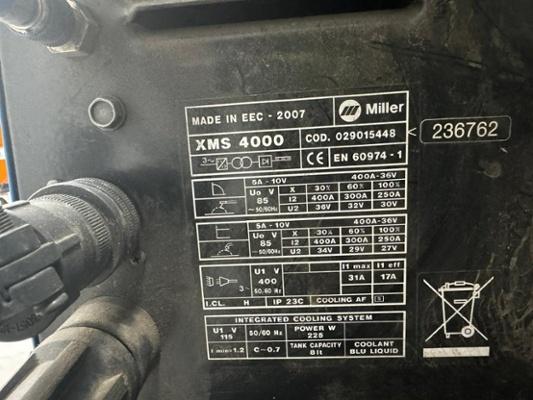 MADE IN EEC - 2007 Miller
XMS 4000 COD. 029015448 < 236762
3~ CE EN 60974 - 1
5A - 10V 400A-36V
Uo V 85 ~50/60Hz X 30% 60% 100%
I2 400A 300A 250A
U2 36V 32V 30V
5A - 10V 400A-36V
Uo V 85 ~50/60Hz X 30% 60% 100%
I2 400A 300A 250A
U2 34V 29V 27V
3~ U1 V 400 50/60 Hz I1 max 31A I1 eff 17A
I.CL. H IP 23C COOLING AF S
INTEGRATED COOLING SYSTEM
U1 V 115 50/60 Hz POWER W 225
l min-1.2 C-0.7 TANK CAPACITY 8lt COOLANT BLU LIQUID